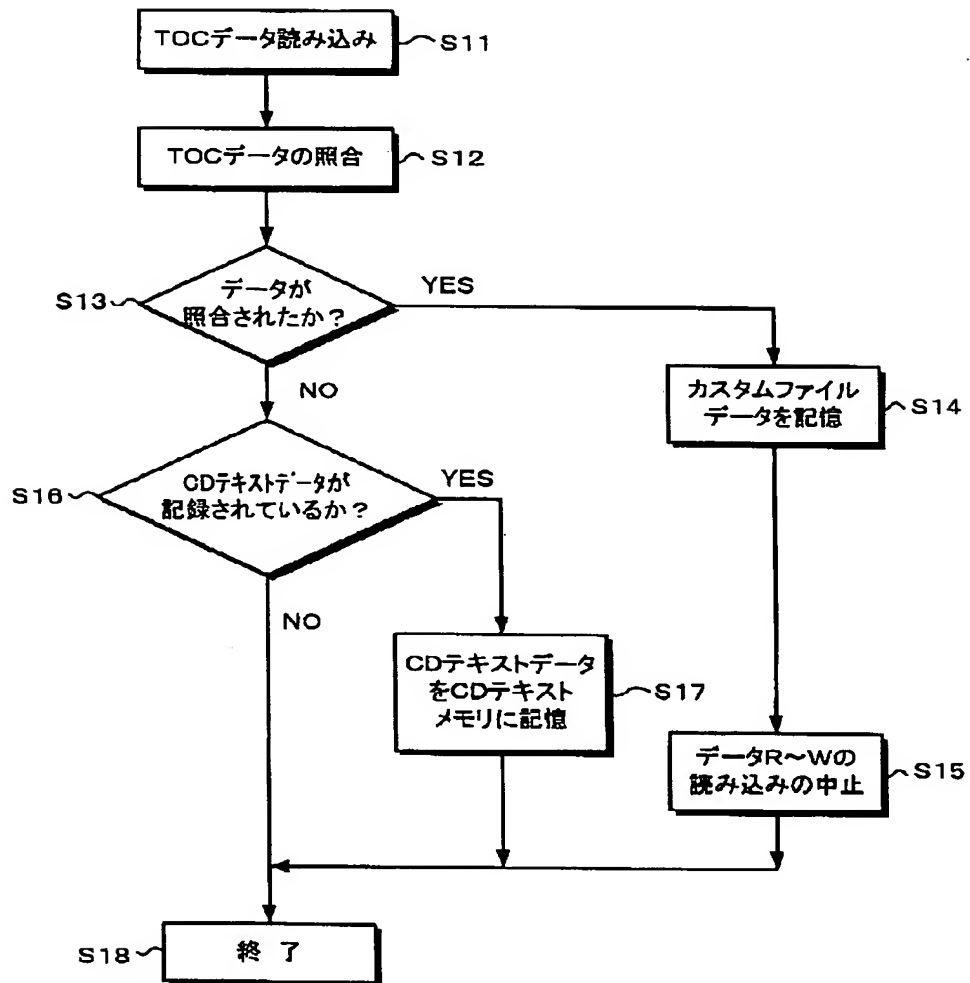 TOCデータ読み込み
S11
TOCデータの照合
S12
S13
データが
照合されたか？
YES
NO
カスタムファイル
データを記憶
S14
S16
CDテキストデータが
記録されているか？
YES
NO
CDテキストデータ
をCDテキスト
メモリに記憶
S17
データR～Wの
読み込みの中止
S15
S18
終 了